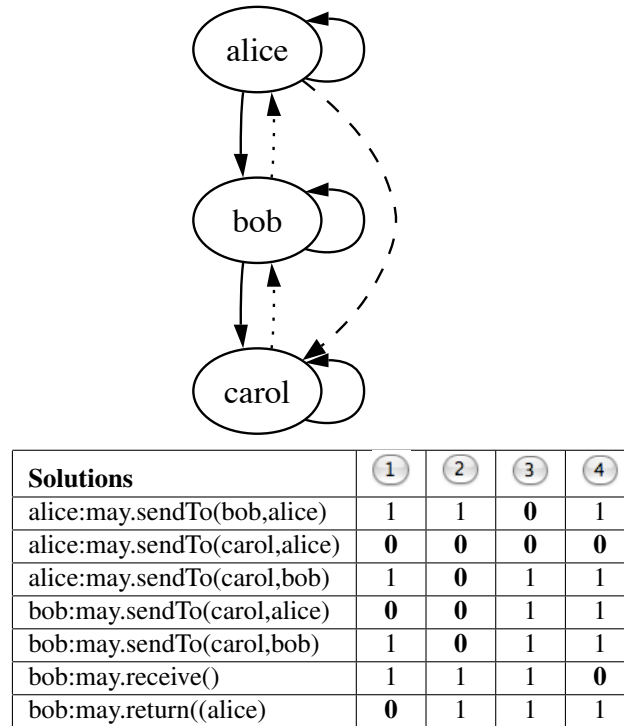 alice
bob
carol
Solutions 1 2 3 4
alice:may.sendTo(bob,alice) 1 1 0 1
alice:may.sendTo(carol,alice) 0 0 0 0
alice:may.sendTo(carol,bob) 1 0 1 1
bob:may.sendTo(carol,alice) 0 0 1 1
bob:may.sendTo(carol,bob) 1 0 1 1
bob:may.receive() 1 1 1 0
bob:may.return((alice) 0 1 1 1